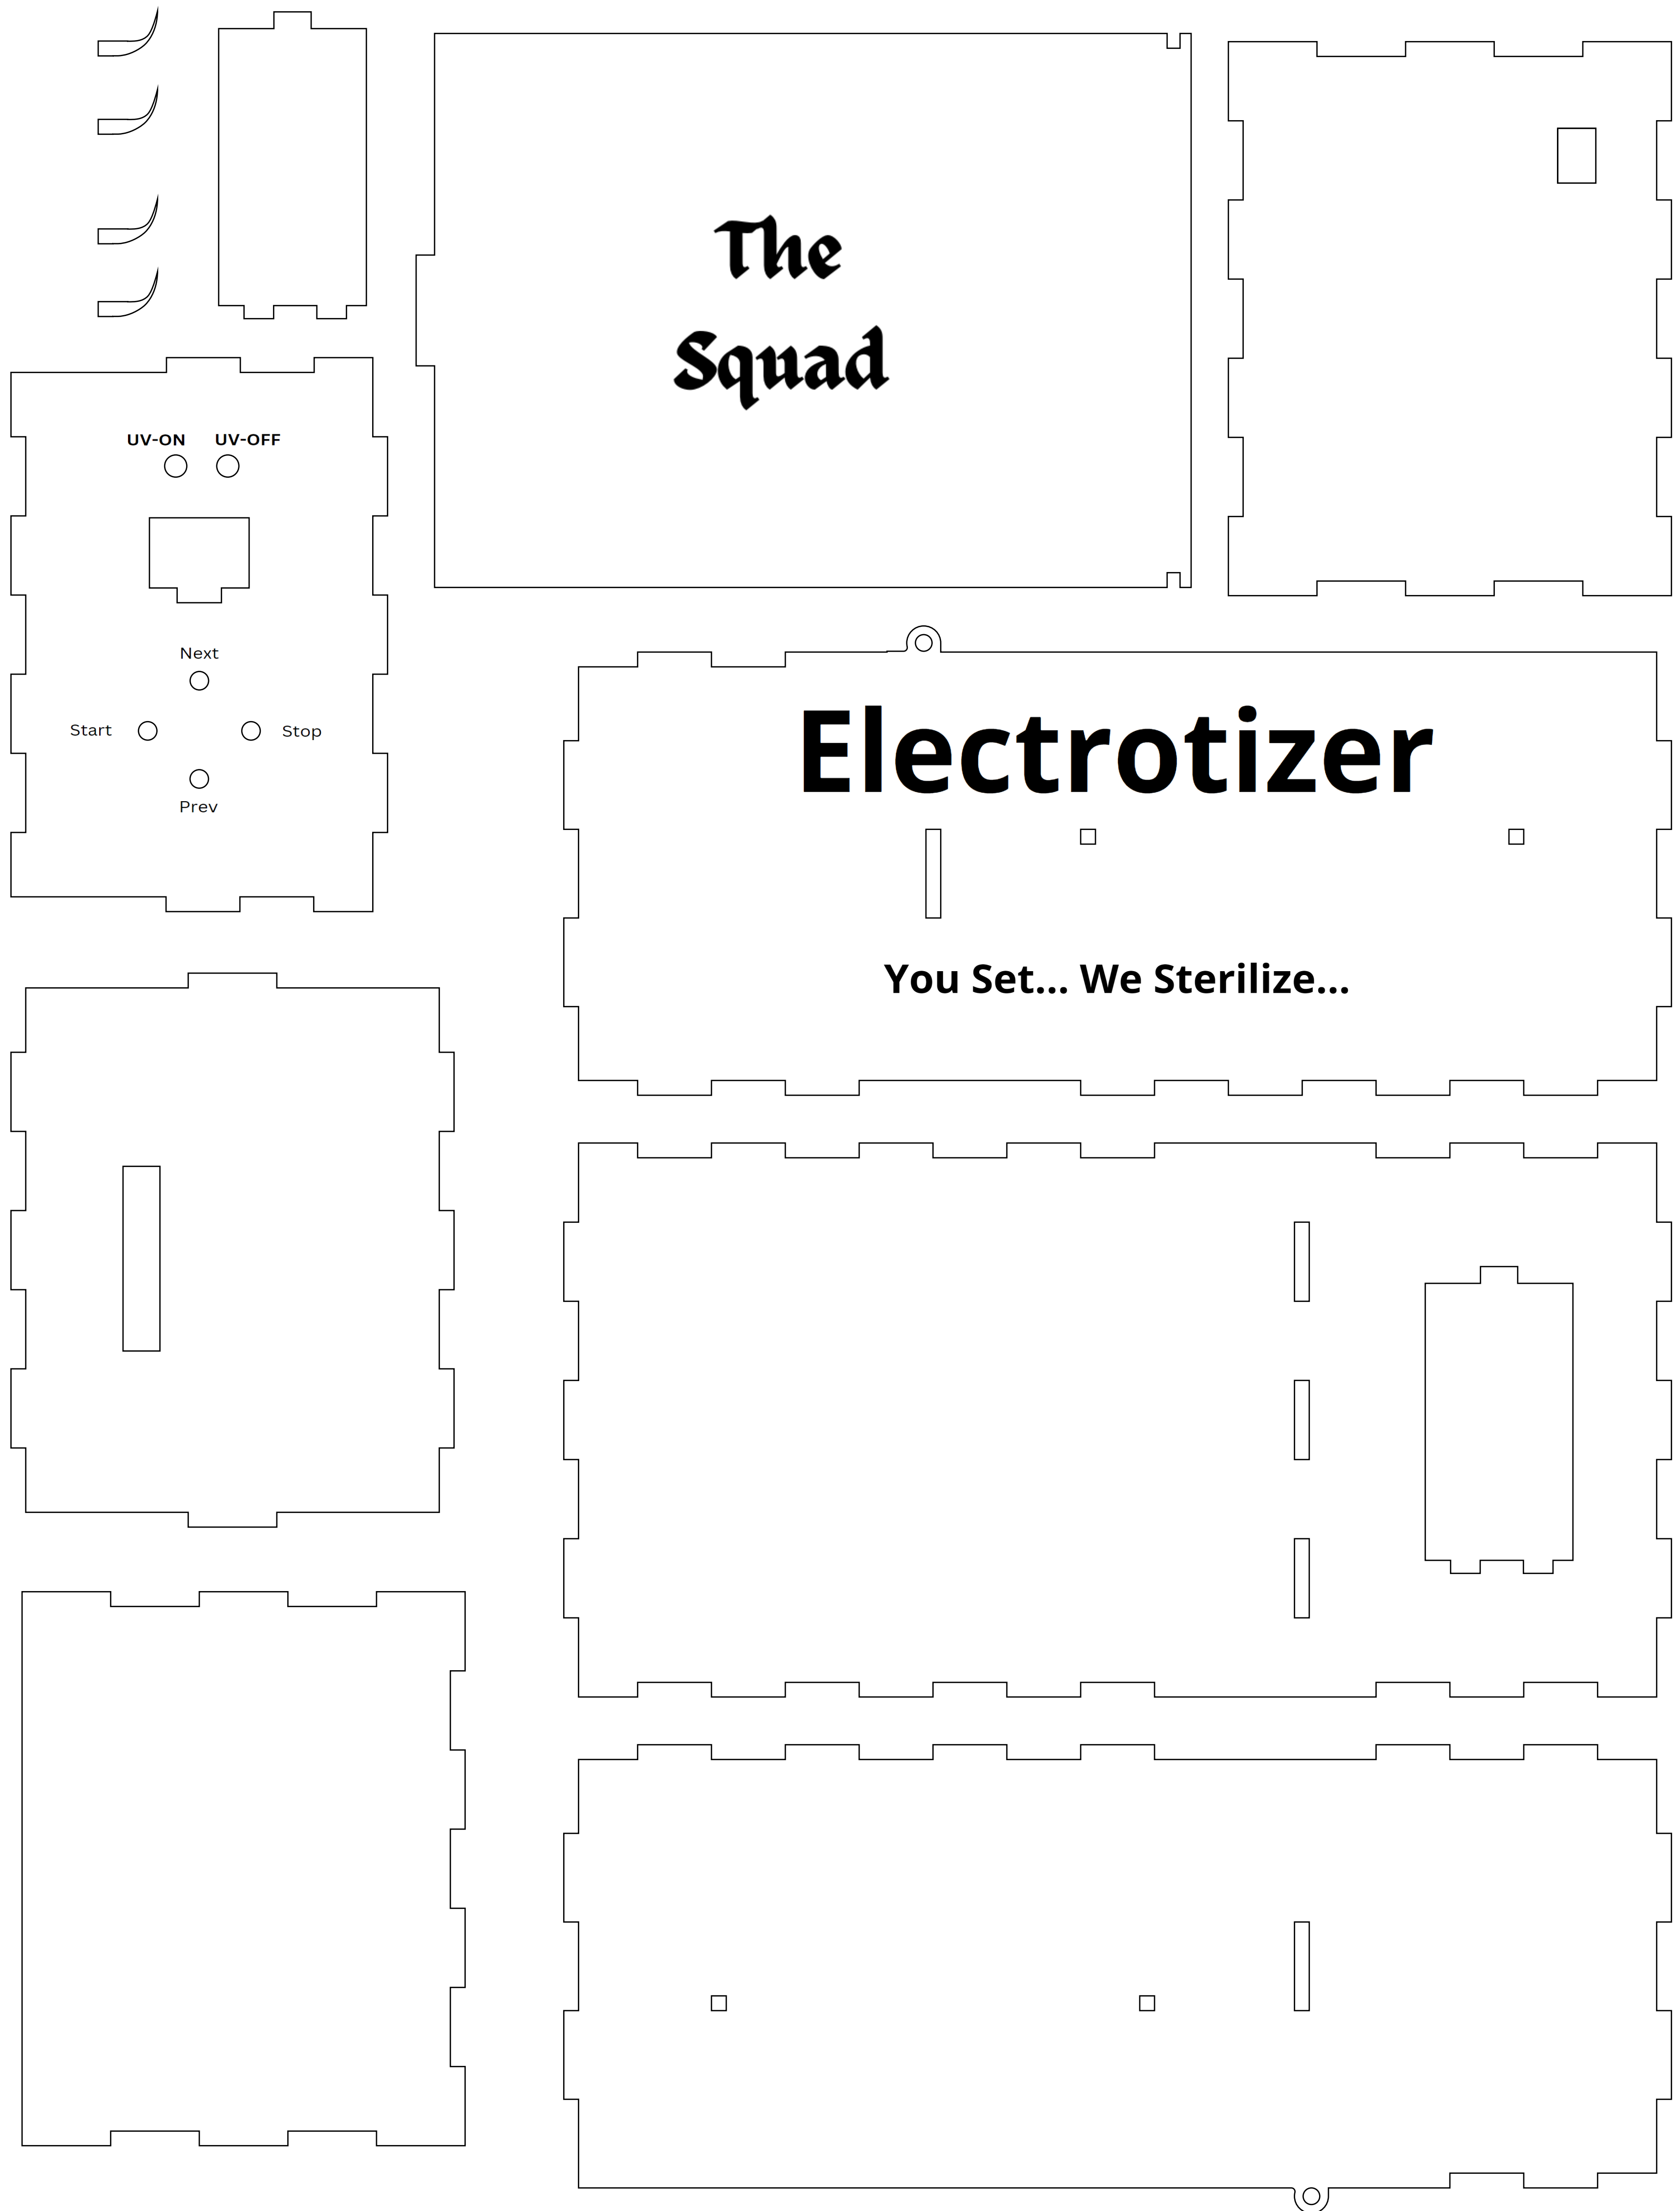 The
Squad
UV-ON UV-OFF
Next
Start Stop
Prev
Electrotizer
You Set... We Sterilize...